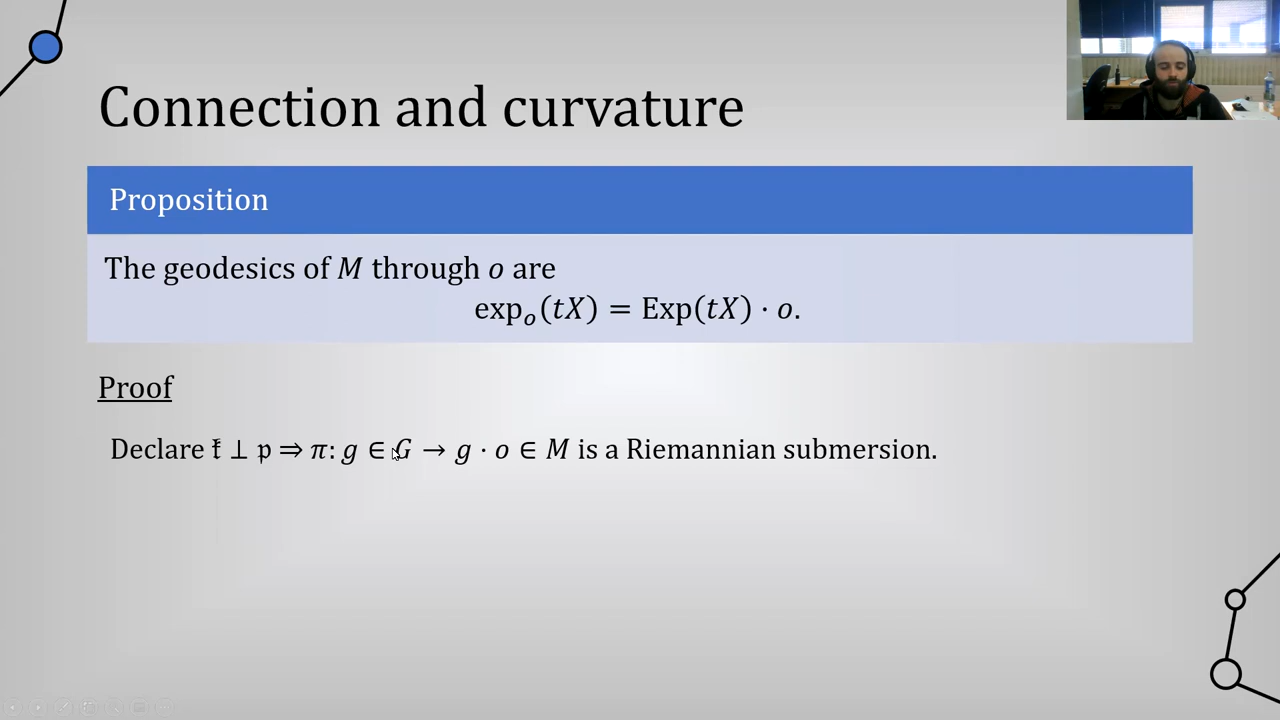 Connection and curvature
Proposition
The geodesics of 𝑀 through 𝑜 are
exp𝑜(𝑡𝑋) = Exp(𝑡𝑋) ⋅ 𝑜.
Proof
Declare 𝔨 ⊥ 𝔭 ⇒ 𝜋: 𝑔 ∈ 𝐺 → 𝑔 ⋅ 𝑜 ∈ 𝑀 is a Riemannian submersion.